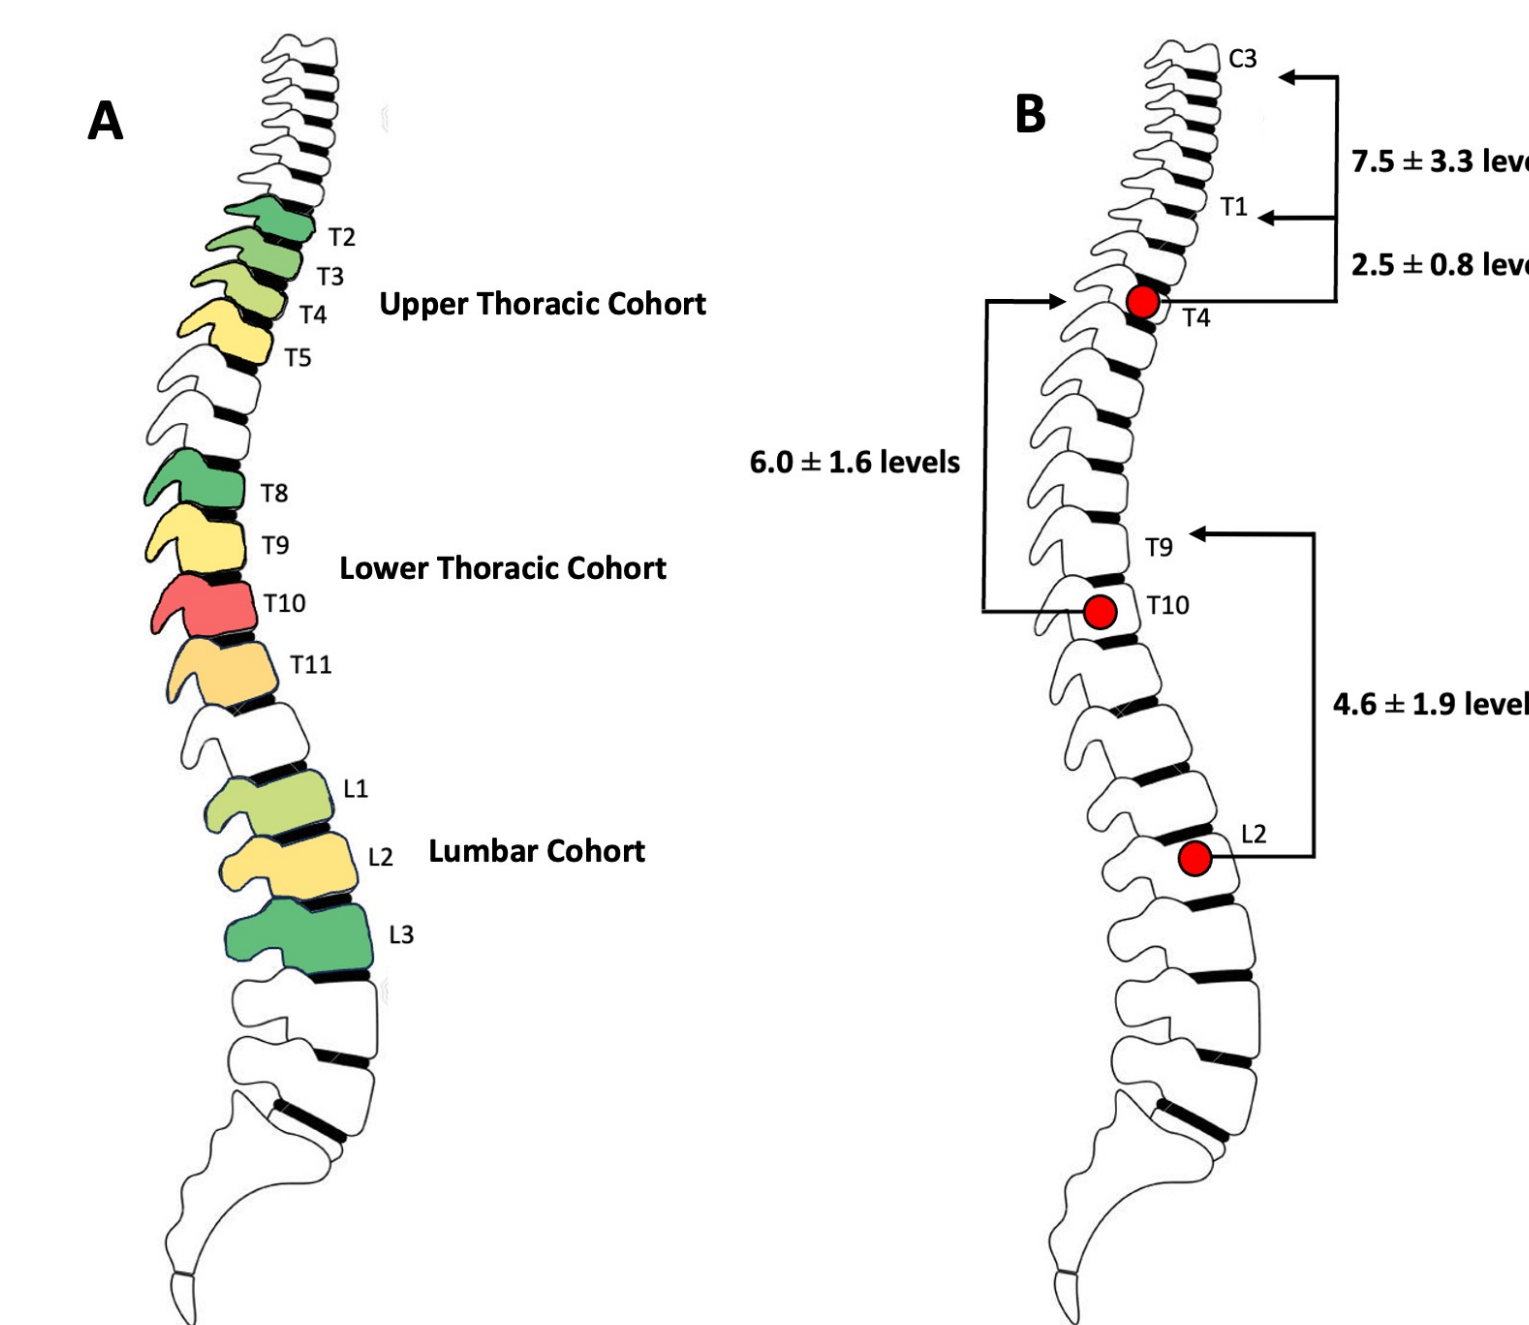 A
T2
T3
T4
T5
Upper Thoracic Cohort
T8
T9
T10
T11
Lower Thoracic Cohort
L1
L2
L3
Lumbar Cohort
B
C3
7.5 ± 3.3
T1
2.5 ± 0.8
T4
6.0 ± 1.6 levels
T9
T10
4.6 ± 1.9
L2